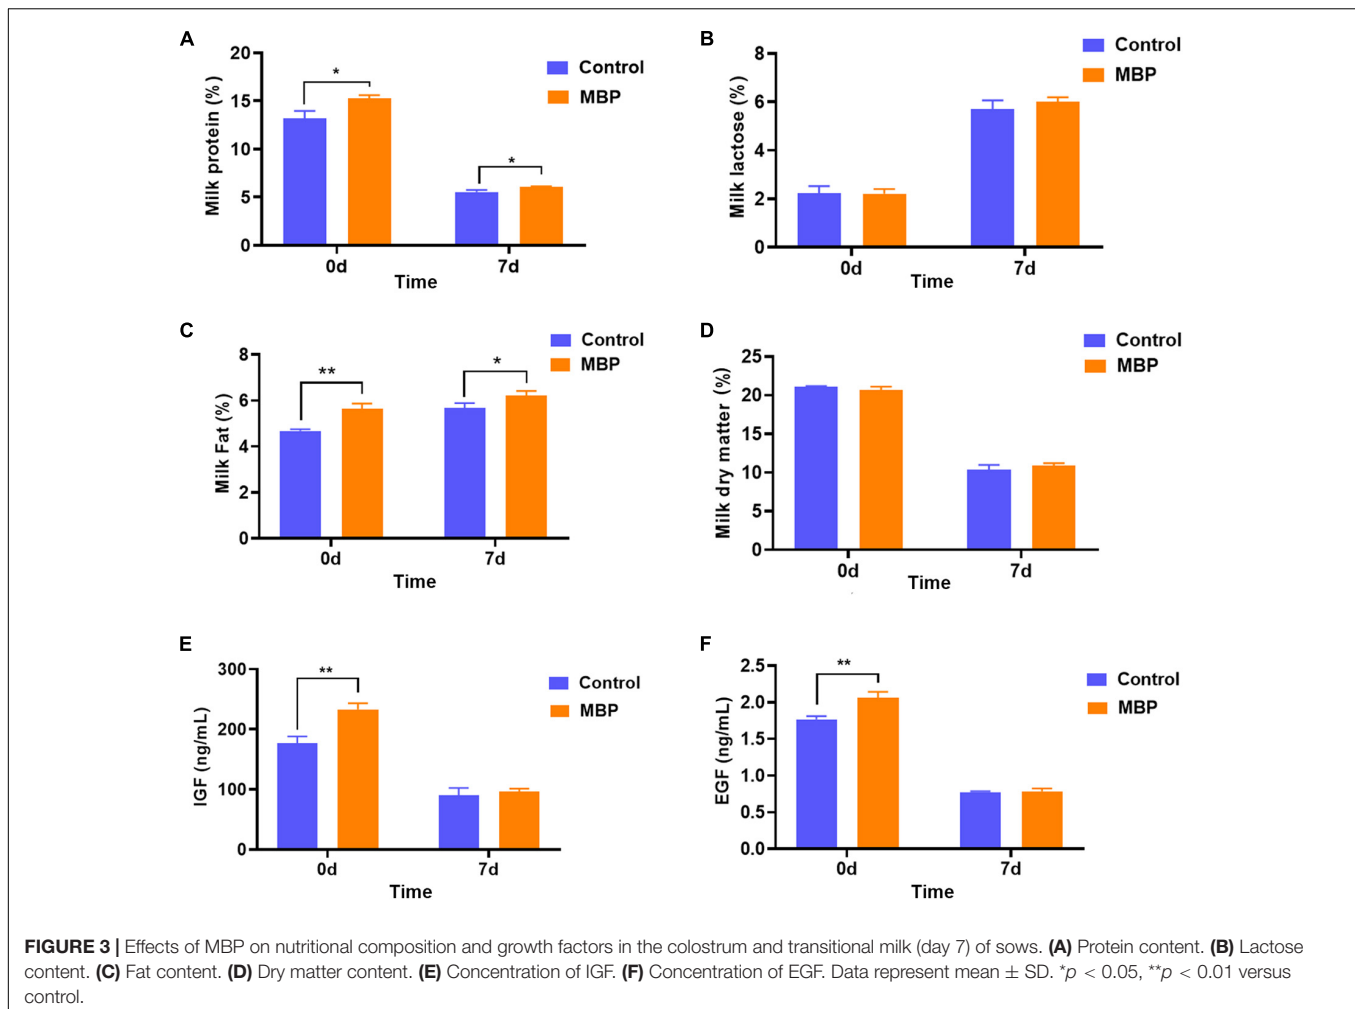 A
Milk protein (%)
20
15
10
5
0
*
*
0d
7d
Time
Control
MBP
B
Milk lactose (%)
8
6
4
2
0
0d
7d
Time
Control
MBP
C
Milk Fat (%)
8
6
4
2
0
**
*
0d
7d
Time
Control
MBP
D
Milk dry matter (%)
25
20
15
10
5
0
0d
7d
Time
Control
MBP
E
IGF (ng/mL)
300
200
100
0
**
0d
7d
Time
Control
MBP
F
EGF (ng/mL)
2.5
2.0
1.5
1.0
0.5
0.0
**
0d
7d
Time
Control
MBP
FIGURE 3 | Effects of MBP on nutritional composition and growth factors in the colostrum and transitional milk (day 7) of sows. (A) Protein content. (B) Lactose
content. (C) Fat content. (D) Dry matter content. (E) Concentration of IGF. (F) Concentration of EGF. Data represent mean ± SD. *p < 0.05, **p < 0.01 versus
control.